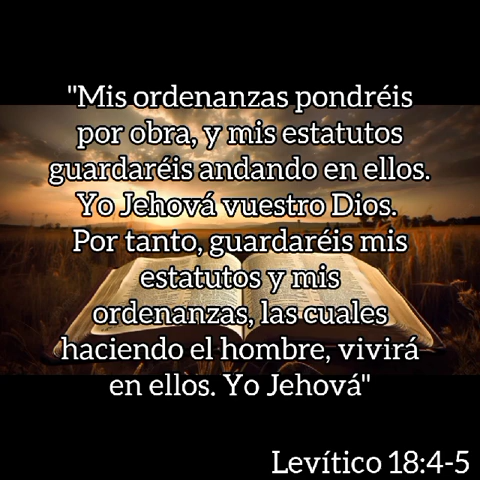 "Mis ordenanzas pondréis
por obra, y mis estatutos
guardaréis andando en ellos.
Yo Jehová vuestro Dios.
Por tanto, guardaréis mis
estatutos y mis
ordenanzas, las cuales
haciendo el hombre, vivirá
en ellos. Yo Jehová"
Levítico 18:4-5